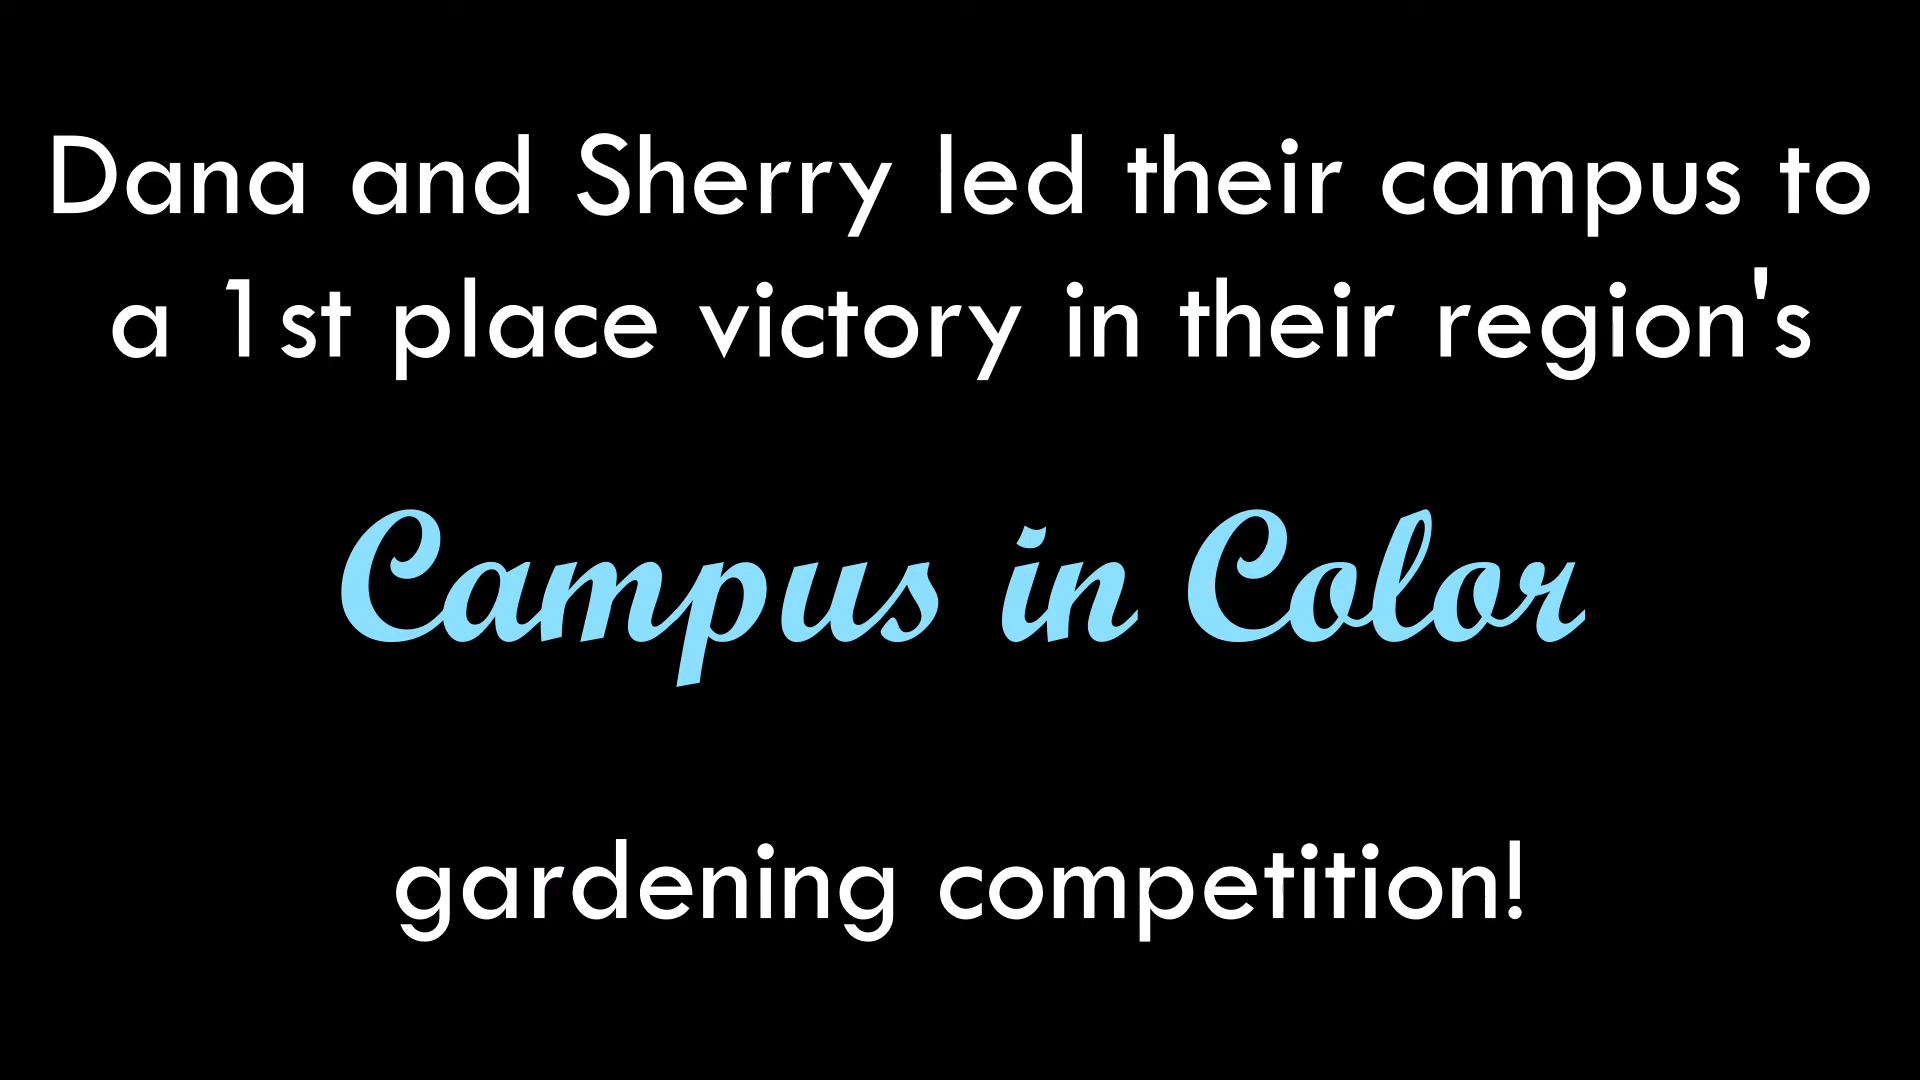 Dana and Sherry led their campus to
a 1st place victory in their region's
Campus in Color
gardening competition!